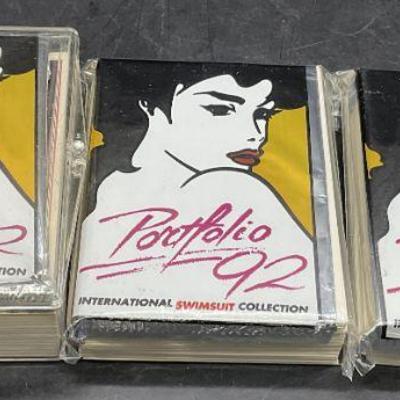 Portfolio
92
INTERNATIONAL SWIMSUIT COLLECTION